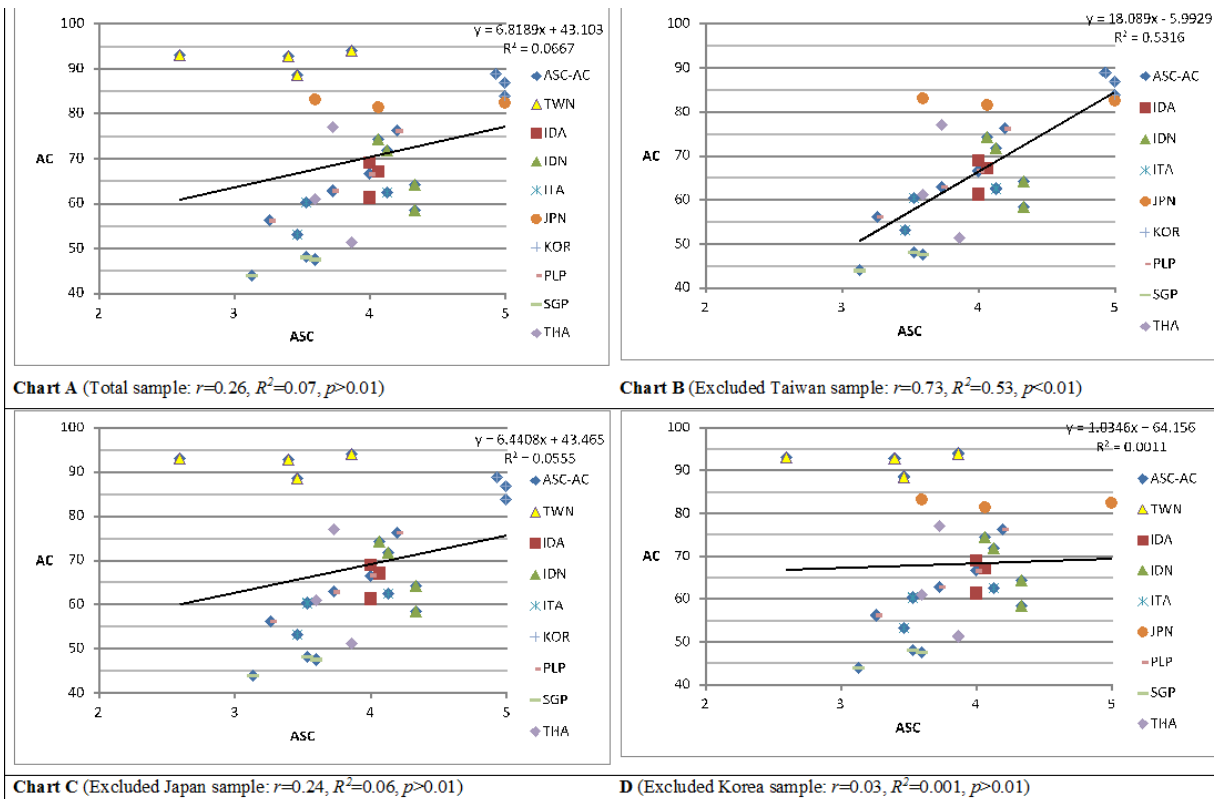 100
90
80
70
60
50
40
AC
2
3
4
5
ASC
y = 6.8189x + 43.103
R² = 0.0667
ASC-AC
TWN
IDA
IDN
ITA
JPN
KOR
PLP
SGP
THA
Chart A (Total sample: r=0.26, R²=0.07, p>0.01)
100
90
80
70
60
50
40
AC
2
3
4
5
ASC
y = 18.089x - 5.9929
R² = 0.5316
ASC-AC
IDA
IDN
ITA
JPN
KOR
PLP
SGP
THA
Chart B (Excluded Taiwan sample: r=0.73, R²=0.53, p<0.01)
100
90
80
70
60
50
40
AC
2
3
4
5
ASC
y = 6.4408x + 43.465
R² = 0.0555
ASC-AC
TWN
IDA
IDN
ITA
KOR
PLP
SGP
THA
Chart C (Excluded Japan sample: r=0.24, R²=0.06, p>0.01)
100
90
80
70
60
50
40
AC
2
3
4
5
ASC
y = 1.0346x − 64.156
R² = 0.0011
ASC-AC
TWN
IDA
IDN
ITA
JPN
PLP
SGP
THA
D (Excluded Korea sample: r=0.03, R²=0.001, p>0.01)